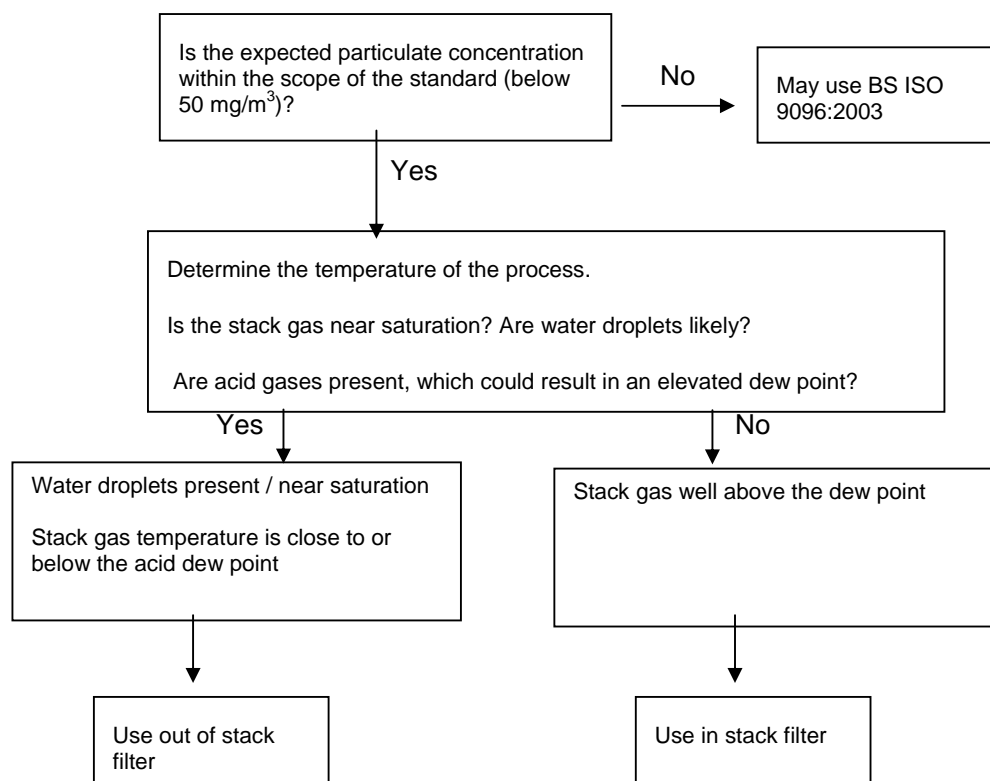 Is the expected particulate concentration
within the scope of the standard (below
50 mg/m³)?
No
May use BS ISO
9096:2003
Yes
Determine the temperature of the process.
Is the stack gas near saturation? Are water droplets likely?
Are acid gases present, which could result in an elevated dew point?
Yes
No
Water droplets present / near saturation
Stack gas temperature is close to or
below the acid dew point
Stack gas well above the dew point
Use out of stack
filter
Use in stack filter